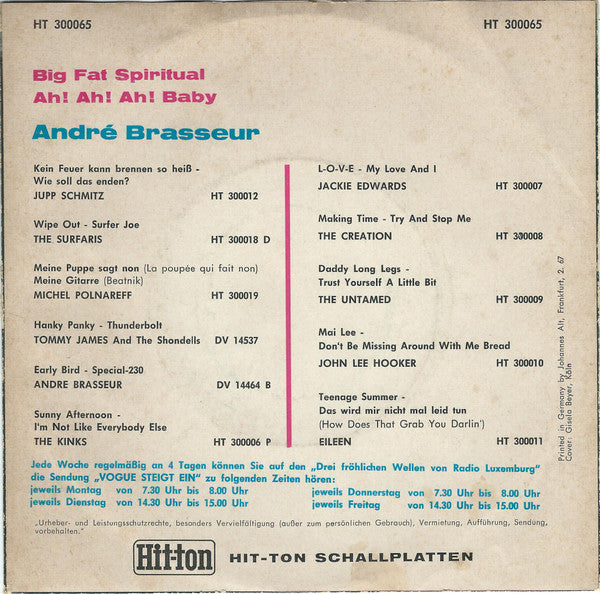 HT 300065 HT 300065
Big Fat Spiritual
Ah! Ah! Ah! Baby
André Brasseur
Kein Feuer kann brennen so heiß -
Wie soll das enden?
JUPP SCHMITZ HT 300012
Wipe Out - Surfer Joe
THE SURFARIS HT 300018 D
Meine Puppe sagt non (La poupée qui fait non)
Meine Gitarre (Beatnik)
MICHEL POLNAREFF HT 300019
Hanky Panky - Thunderbolt
TOMMY JAMES And The Shondells DV 14537
Early Bird - Special-230
ANDRE BRASSEUR DV 14464 B
Sunny Afternoon -
I'm Not Like Everybody Else
THE KINKS HT 300006 P
L-O-V-E - My Love And I
JACKIE EDWARDS HT 300007
Making Time - Try And Stop Me
THE CREATION HT 300008
Daddy Long Legs -
Trust Yourself A Little Bit
THE UNTAMED HT 300009
Mai Lee -
Don't Be Missing Around With Me Bread
JOHN LEE HOOKER HT 300010
Teenage Summer -
Das wird mir nicht mal leid tun
(How Does That Grab You Darlin')
EILEEN HT 300011
Printed in Germany by Johannes Alt, Frankfurt, 2. 67
Cover: Gisela Beyer, Köln
Jede Woche regelmäßig an 4 Tagen können Sie auf den „Drei fröhlichen Wellen von Radio Luxemburg"
die Sendung „VOGUE STEIGT EIN" zu folgenden Zeiten hören:
jeweils Montag von 7.30 Uhr bis 8.00 Uhr jeweils Donnerstag von 7.30 Uhr bis 8.00 Uhr
jeweils Dienstag von 14.30 Uhr bis 15.00 Uhr jeweils Freitag von 14.30 Uhr bis 15.00 Uhr
„Urheber- und Leistungsschutzrechte, besonders Vervielfältigung (außer zum persönlichen Gebrauch), Vermietung, Aufführung, Sendung,
vorbehalten."
Hit-ton HIT-TON SCHALLPLATTEN